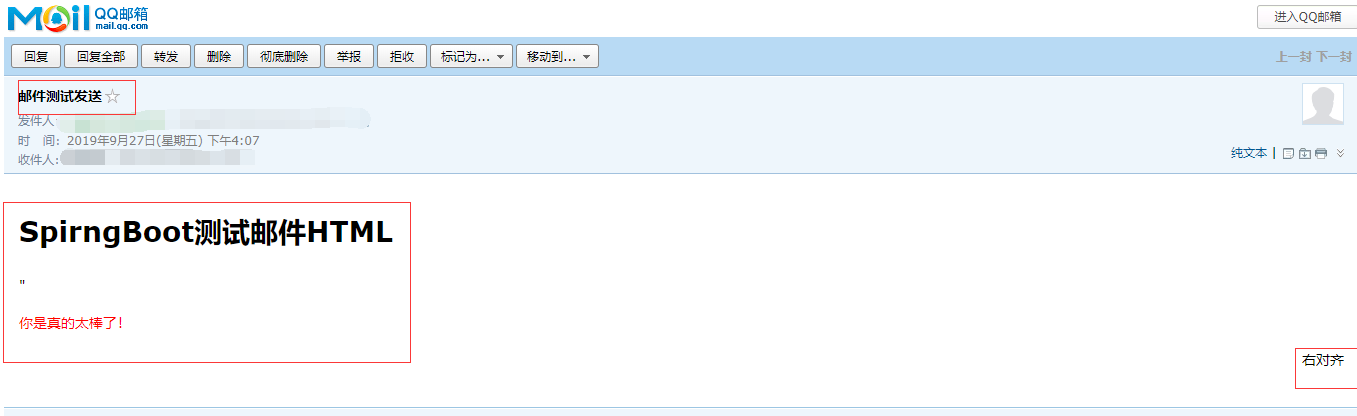 Mail QQ邮箱
mail.qq.com
进入QQ邮箱
回复 回复全部 转发 删除 彻底删除 举报 拒收 标记为... 移动到... 上一封 下一封
邮件测试发送
发件人:
时 间: 2019年9月27日(星期五) 下午4:07
纯文本 |
收件人:
SpirngBoot测试邮件HTML
"
你是真的太棒了!
右对齐